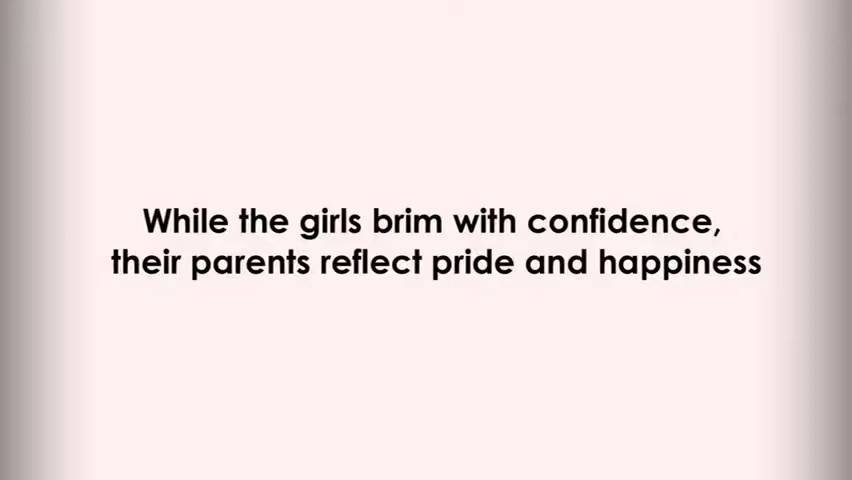 While the girls brim with confidence,
their parents reflect pride and happiness